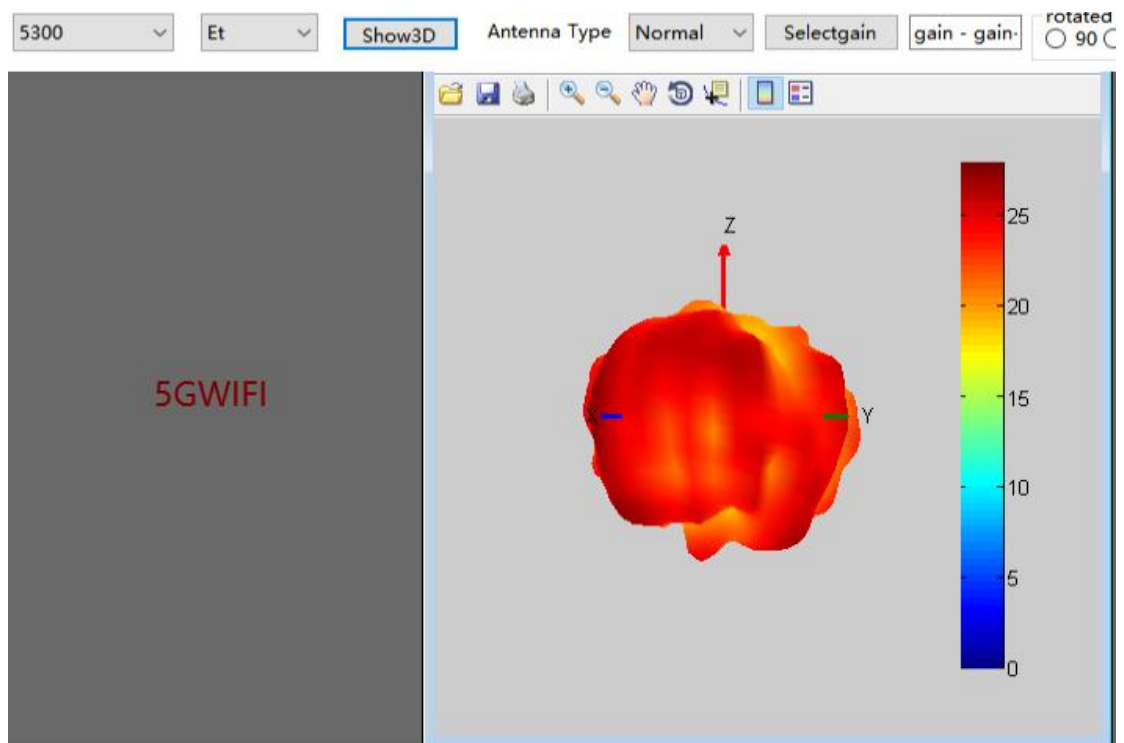 5300 Et Show3D Antenna Type Normal Selectgain gain - gain- rotated
90
Z
25
20
5GWIFI
15
X Y
10
5
0